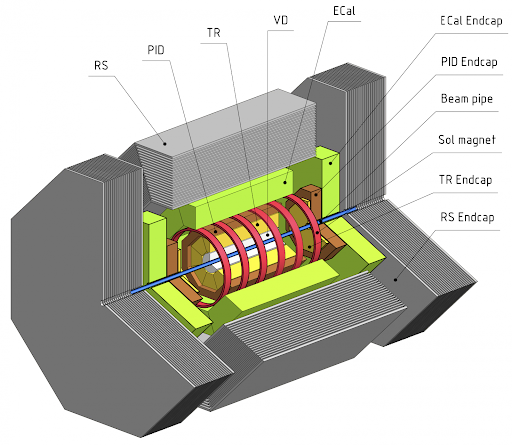 RS
PID
TR
VD
ECal
ECal Endcap
PID Endcap
Beam pipe
Sol magnet
TR Endcap
RS Endcap